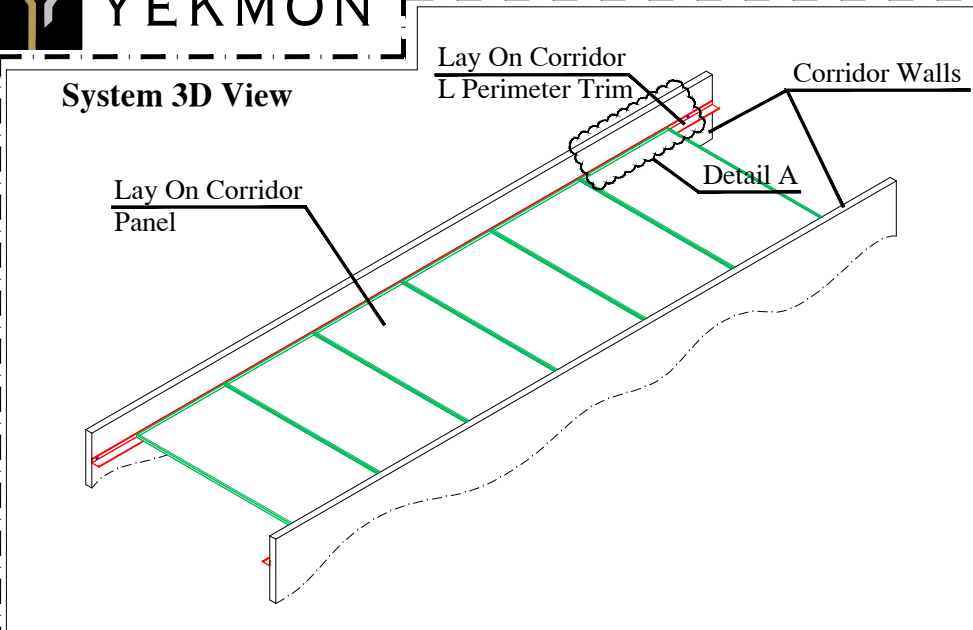 YEKMON
System 3D View
Lay On Corridor
L Perimeter Trim
Corridor Walls
Detail A
Lay On Corridor
Panel